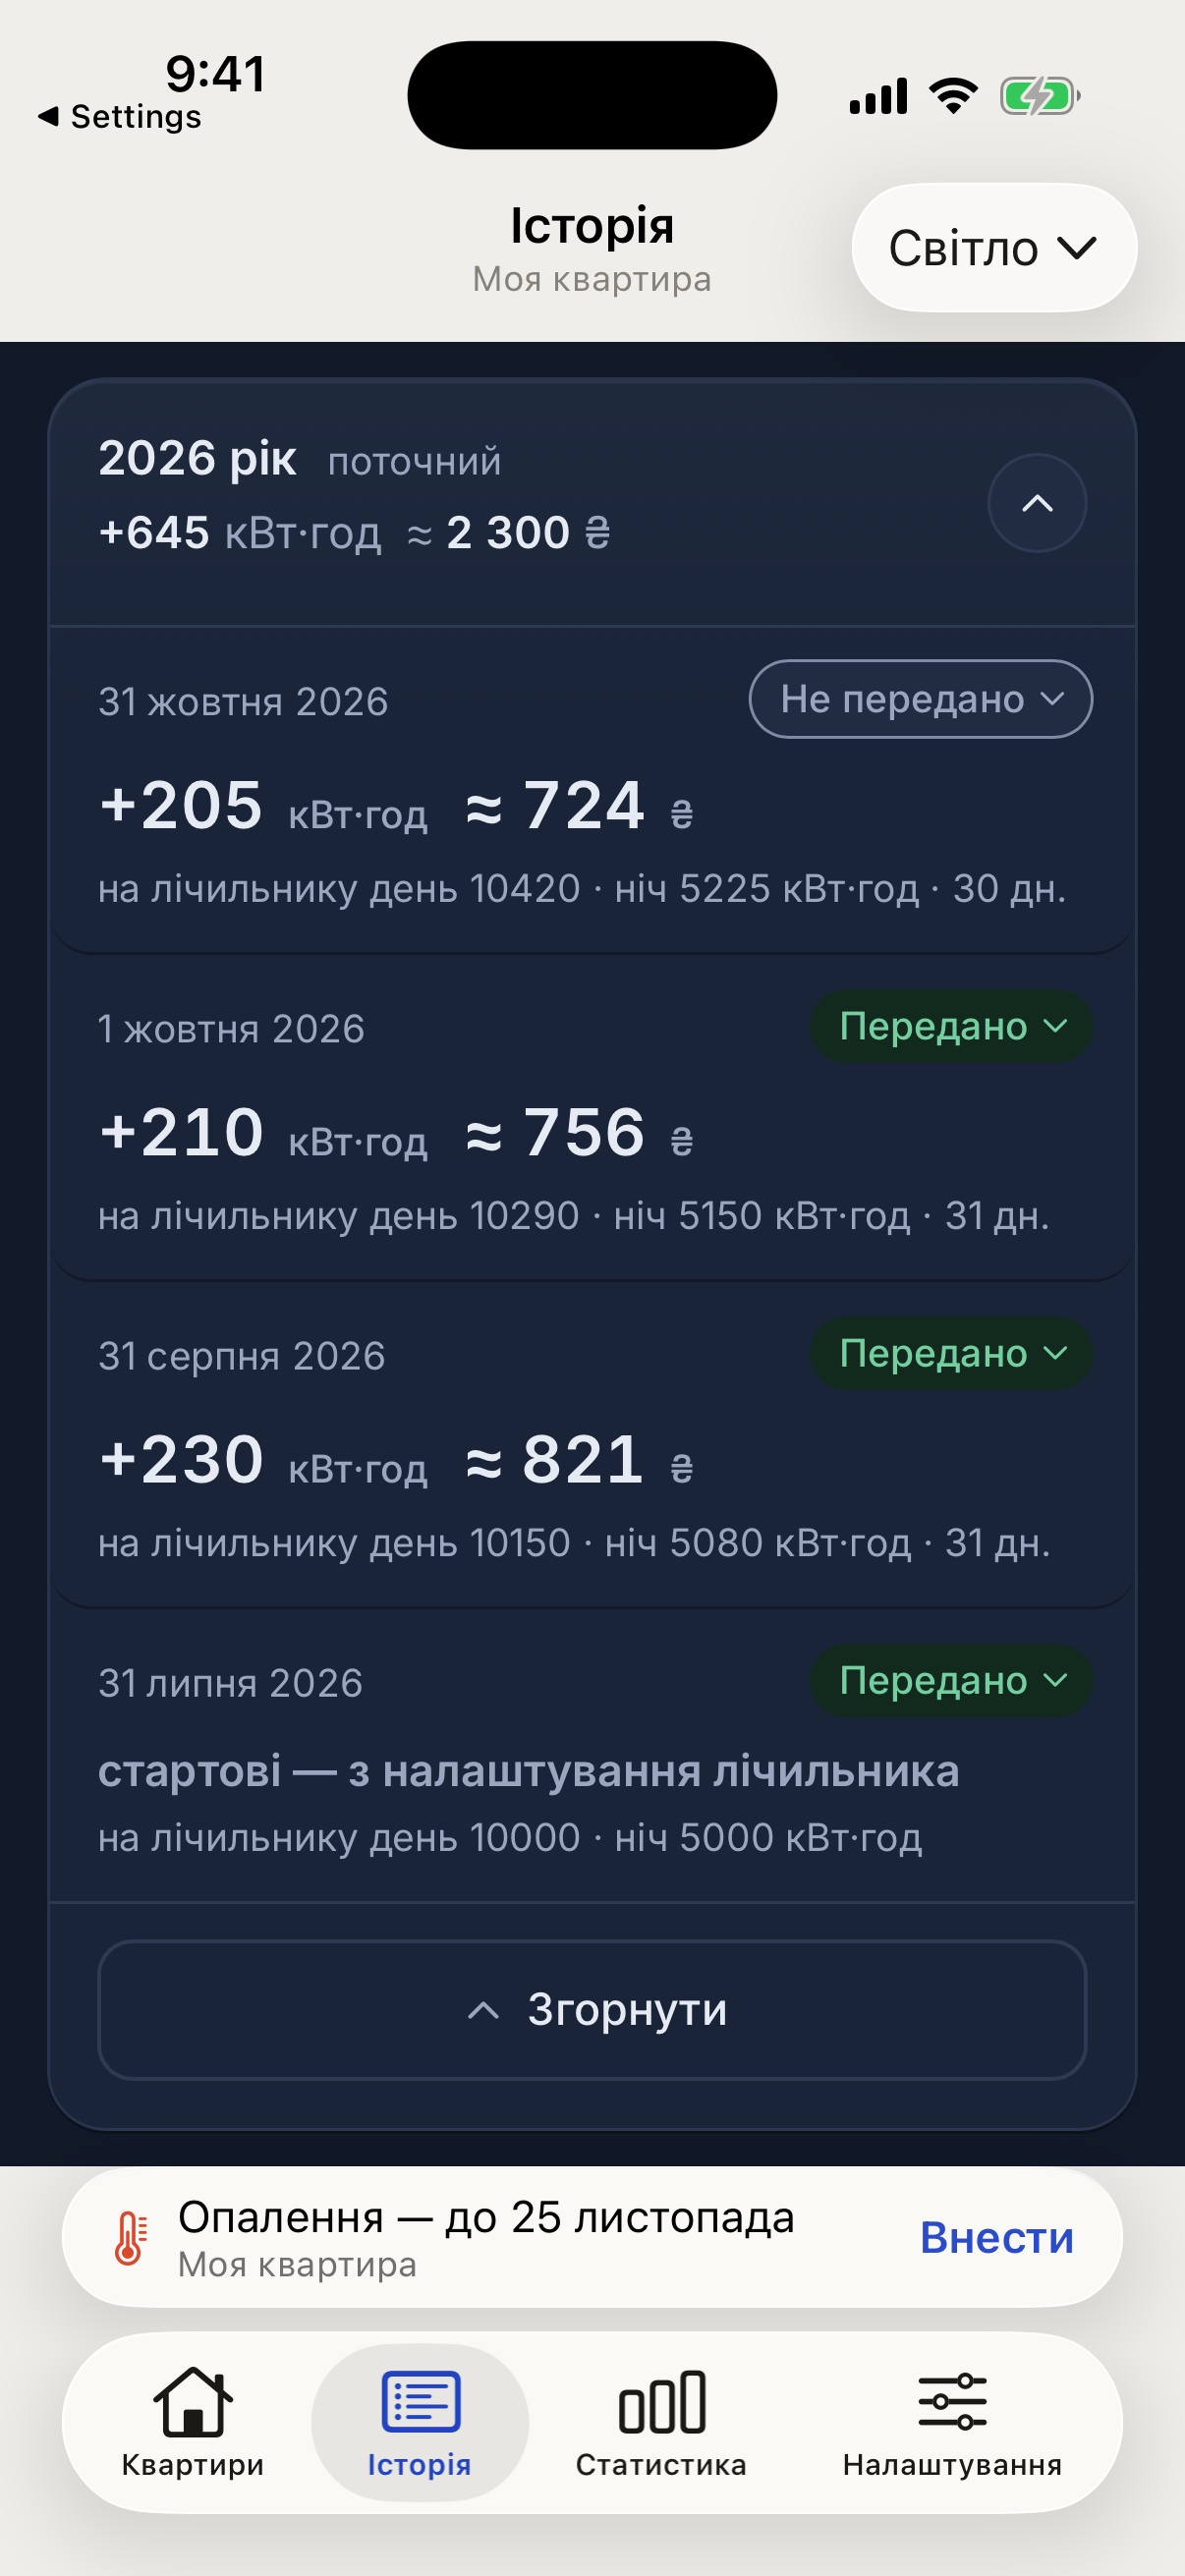 9:41
◀ Settings
Історія
Моя квартира
Світло
2026 рік поточний
+645 кВт·год ≈ 2 300 ₴
31 жовтня 2026 Не передано
+205 кВт·год ≈ 724 ₴
на лічильнику день 10420 · ніч 5225 кВт·год · 30 дн.
1 жовтня 2026 Передано
+210 кВт·год ≈ 756 ₴
на лічильнику день 10290 · ніч 5150 кВт·год · 31 дн.
31 серпня 2026 Передано
+230 кВт·год ≈ 821 ₴
на лічильнику день 10150 · ніч 5080 кВт·год · 31 дн.
31 липня 2026 Передано
стартові — з налаштування лічильника
на лічильнику день 10000 · ніч 5000 кВт·год
Згорнути
Опалення — до 25 листопада
Моя квартира
Внести
Квартири Історія Статистика Налаштування